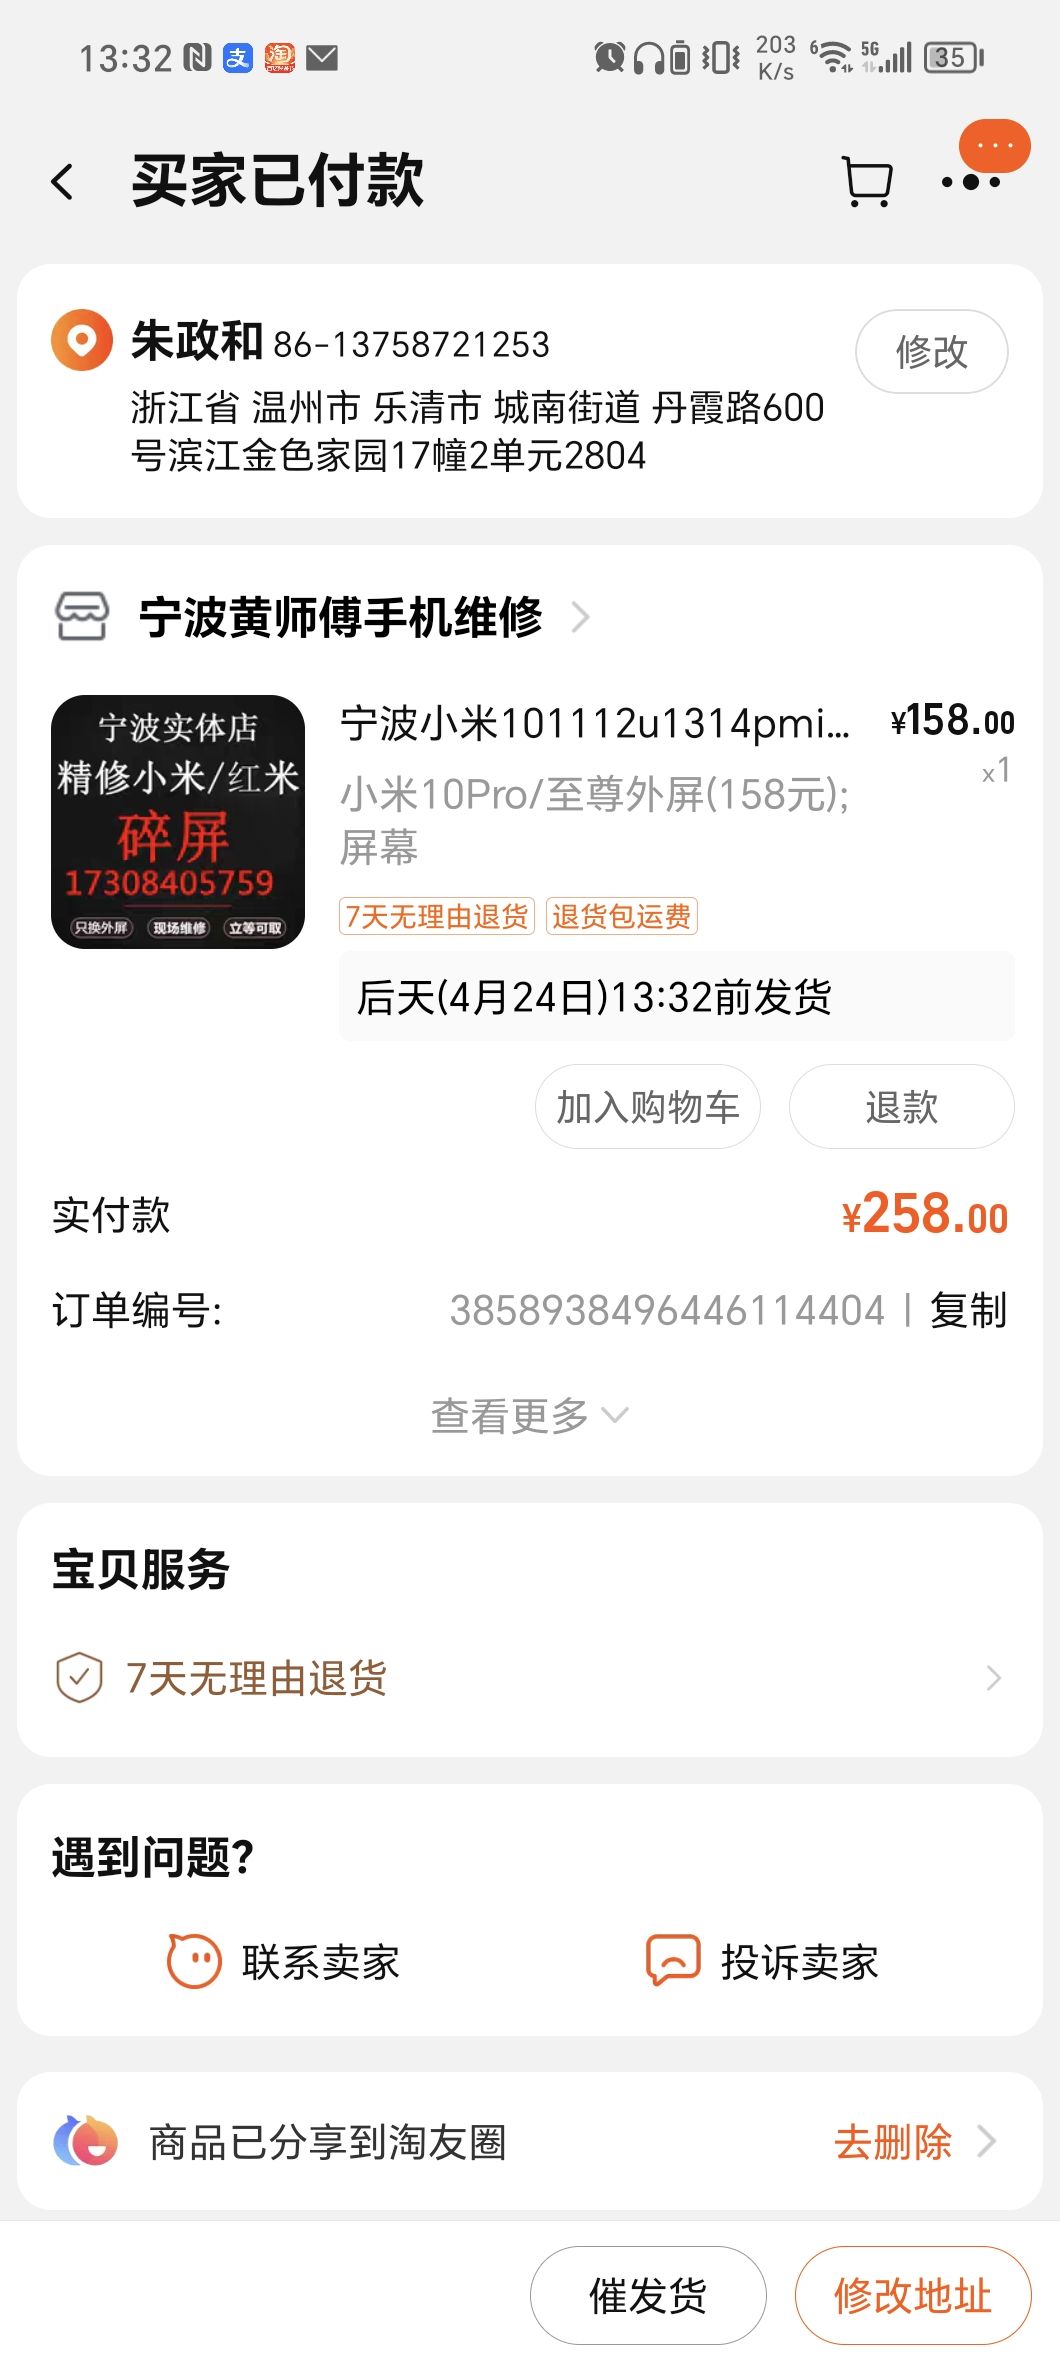 13:32
203
K/s
6
5G
35
买家已付款
朱政和 86-13758721253
修改
浙江省 温州市 乐清市 城南街道 丹霞路600
号滨江金色家园17幢2单元2804
宁波黄师傅手机维修
宁波实体店
精修小米/红米
碎屏
17308405759
只换外屏 现场维修 立等可取
宁波小米101112u1314pmi... ¥158.00
x1
小米10Pro/至尊外屏(158元);
屏幕
7天无理由退货 退货包运费
后天(4月24日)13:32前发货
加入购物车 退款
实付款 ¥258.00
订单编号: 3858938496446114404 | 复制
查看更多
宝贝服务
7天无理由退货
遇到问题?
联系卖家 投诉卖家
商品已分享到淘友圈 去删除
催发货 修改地址